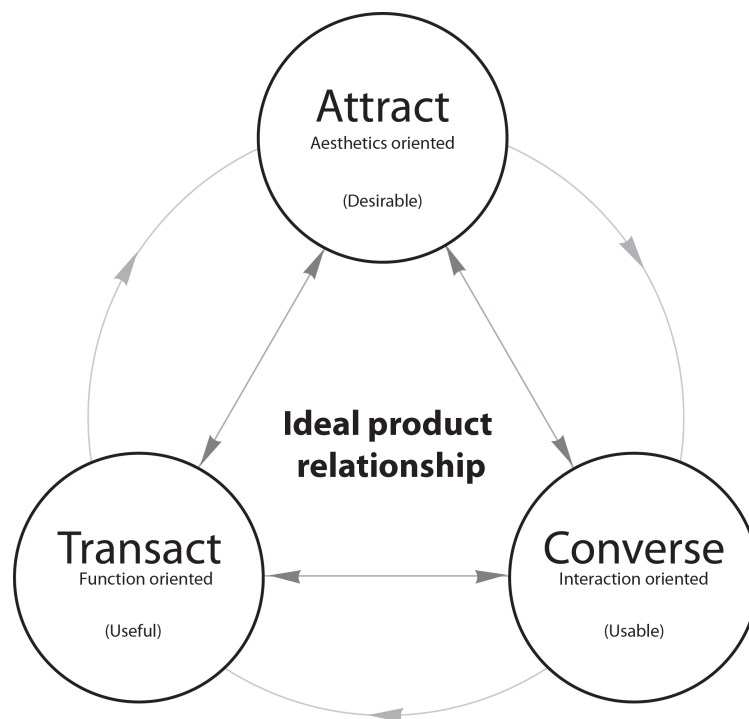 Attract
Aesthetics oriented
(Desirable)
Ideal product
relationship
Transact
Function oriented
(Useful)
Converse
Interaction oriented
(Usable)